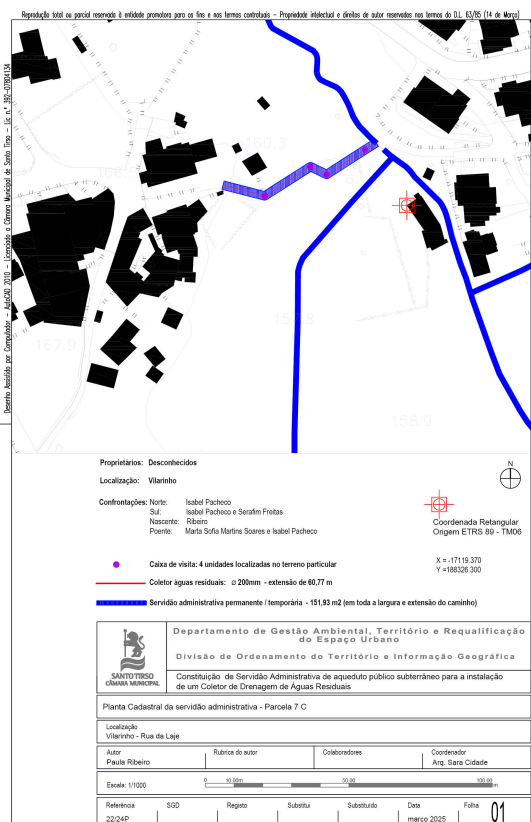 Reprodução total ou parcial reservada à entidade promotora para os fins e nos termos contratuais – Propriedade intelectual e direitos de autor reservados nos termos do D.L. 63/85 (14 de Março)
Desenho Assistido por Computador – AutoCAD 2010 – Licenciado a Câmara Municipal de Santo Tirso – Lic n.º 392-07804134
160.3
167.9
158.9
Proprietários: Desconhecidos
Localização: Vilarinho
Confrontações: Norte: Isabel Pacheco
Sul: Isabel Pacheco e Serafim Freitas
Nascente: Ribeiro
Poente: Marta Sofia Martins Soares e Isabel Pacheco
N
Coordenada Retangular
Origem ETRS 89 - TM06
X = -17119.370
Y =188326.300
Caixa de visita: 4 unidades localizadas no terreno particular
Coletor àguas residuais: ⌀ 200mm - extensão de 60,77 m
Servidão administrativa permanente / temporária - 151,93 m2 (em toda a largura e extensão do caminho)
SANTO TIRSO
CÂMARA MUNICIPAL
Departamento de Gestão Ambiental, Território e Requalificação
do Espaço Urbano
Divisão de Ordenamento do Território e Informação Geográfica
Constituição de Servidão Administrativa de aqueduto público subterrâneo para a instalação
de um Coletor de Drenagem de Águas Residuais
Planta Cadastral da servidão administrativa - Parcela 7 C
Localização
Vilarinho - Rua da Laje
Autor
Paula Ribeiro
Rubrica do autor
Colaboradores
Coordenador
Arq. Sara Cidade
Escala: 1/1000
0 10.00m 50.00 100.00 m
Referência SGD Registo Substitui Substituído Data Folha
22/24P março 2025 01